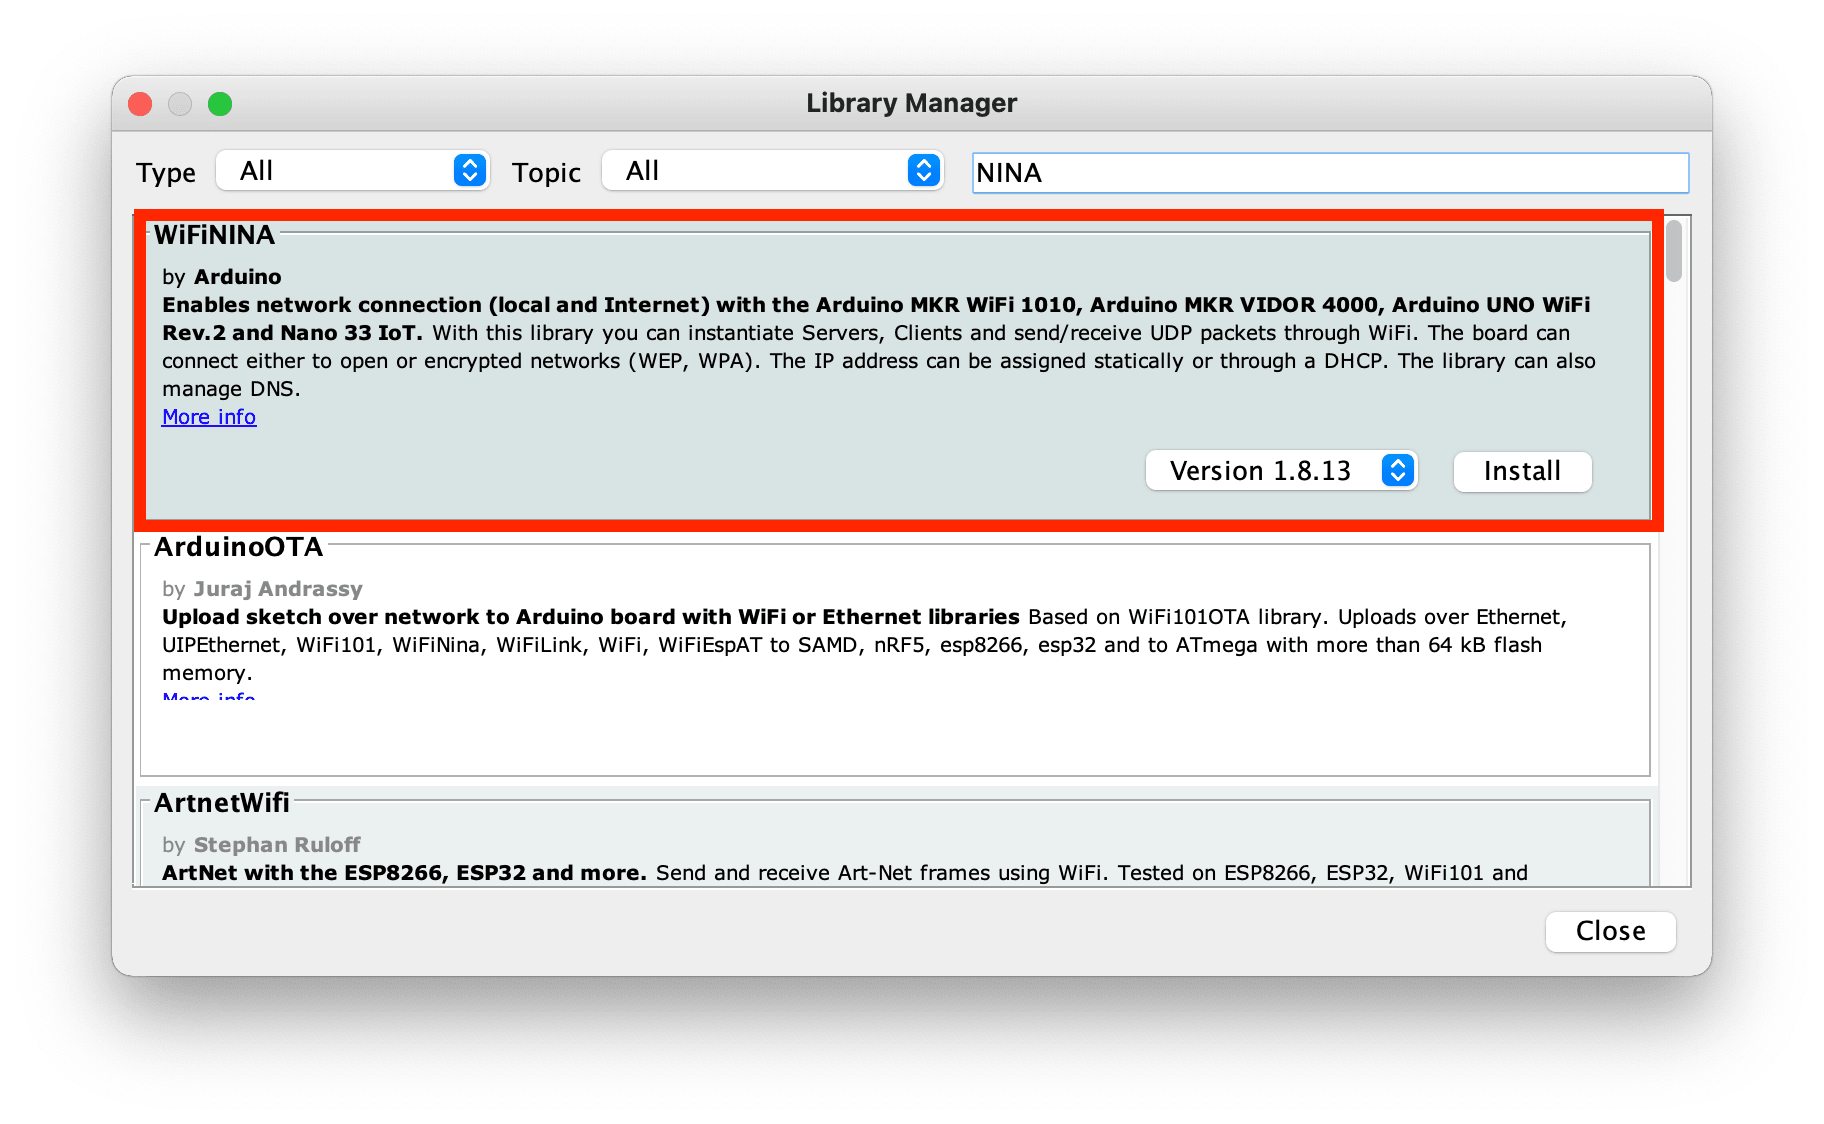 Library Manager
Type All Topic All NINA
WiFiNINA
by Arduino
Enables network connection (local and Internet) with the Arduino MKR WiFi 1010, Arduino MKR VIDOR 4000, Arduino UNO WiFi
Rev.2 and Nano 33 IoT. With this library you can instantiate Servers, Clients and send/receive UDP packets through WiFi. The board can
connect either to open or encrypted networks (WEP, WPA). The IP address can be assigned statically or through a DHCP. The library can also
manage DNS.
More info
Version 1.8.13 Install
ArduinoOTA
by Juraj Andrassy
Upload sketch over network to Arduino board with WiFi or Ethernet libraries Based on WiFi101OTA library. Uploads over Ethernet,
UIPEthernet, WiFi101, WiFiNina, WiFiLink, WiFi, WiFiEspAT to SAMD, nRF5, esp8266, esp32 and to ATmega with more than 64 kB flash
memory.
More info
ArtnetWifi
by Stephan Ruloff
ArtNet with the ESP8266, ESP32 and more. Send and receive Art-Net frames using WiFi. Tested on ESP8266, ESP32, WiFi101 and
Close